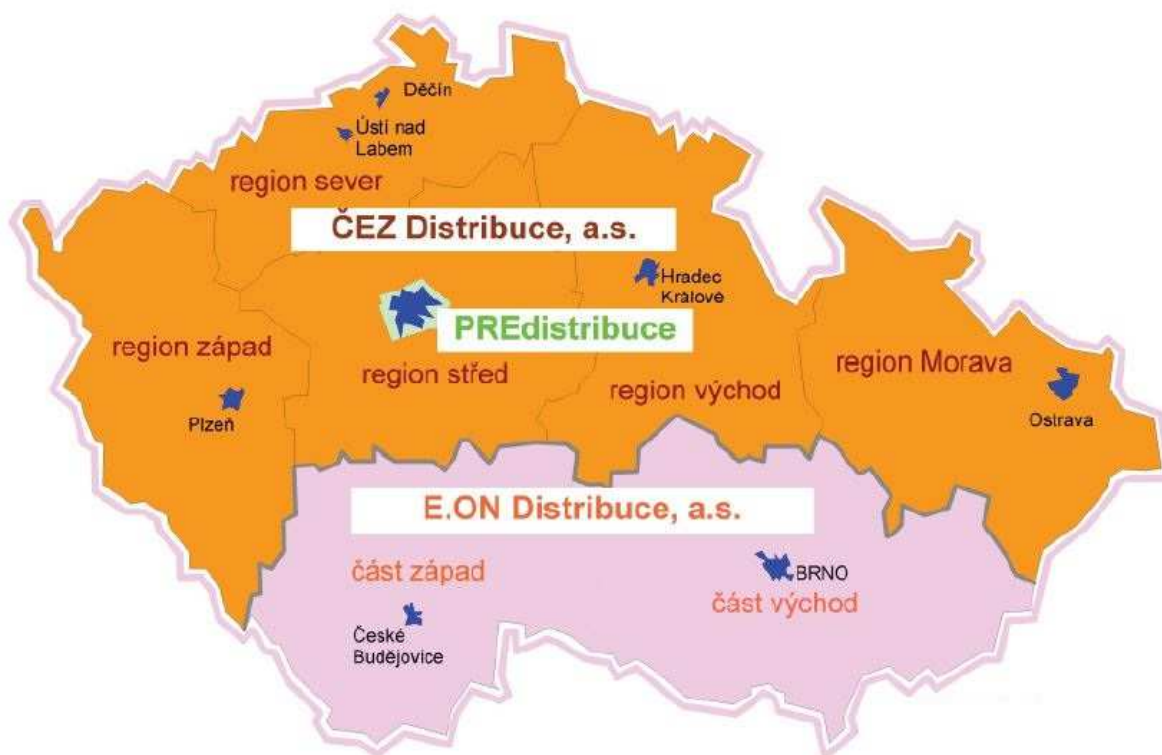 Děčín
Ústí nad
Labem
region sever
ČEZ Distribuce, a.s.
Hradec
Králové
PREdistribuce
region západ
region střed
region východ
region Morava
Plzeň
Ostrava
E.ON Distribuce, a.s.
část západ
BRNO
část východ
České
Budějovice